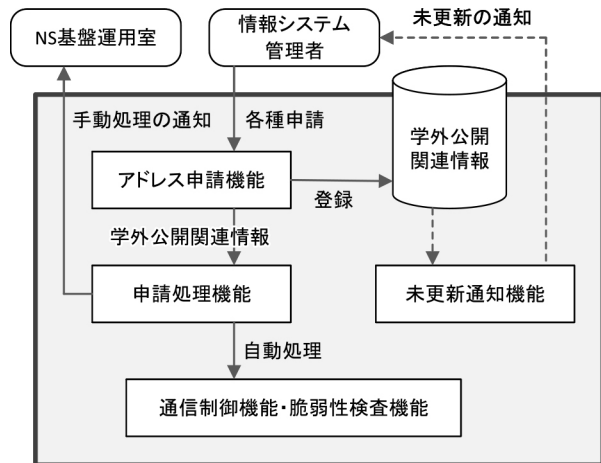 NS基盤運用室
情報システム
管理者
未更新の通知
手動処理の通知
各種申請
学外公開
関連情報
アドレス申請機能
登録
学外公開関連情報
申請処理機能
未更新通知機能
自動処理
通信制御機能・脆弱性検査機能